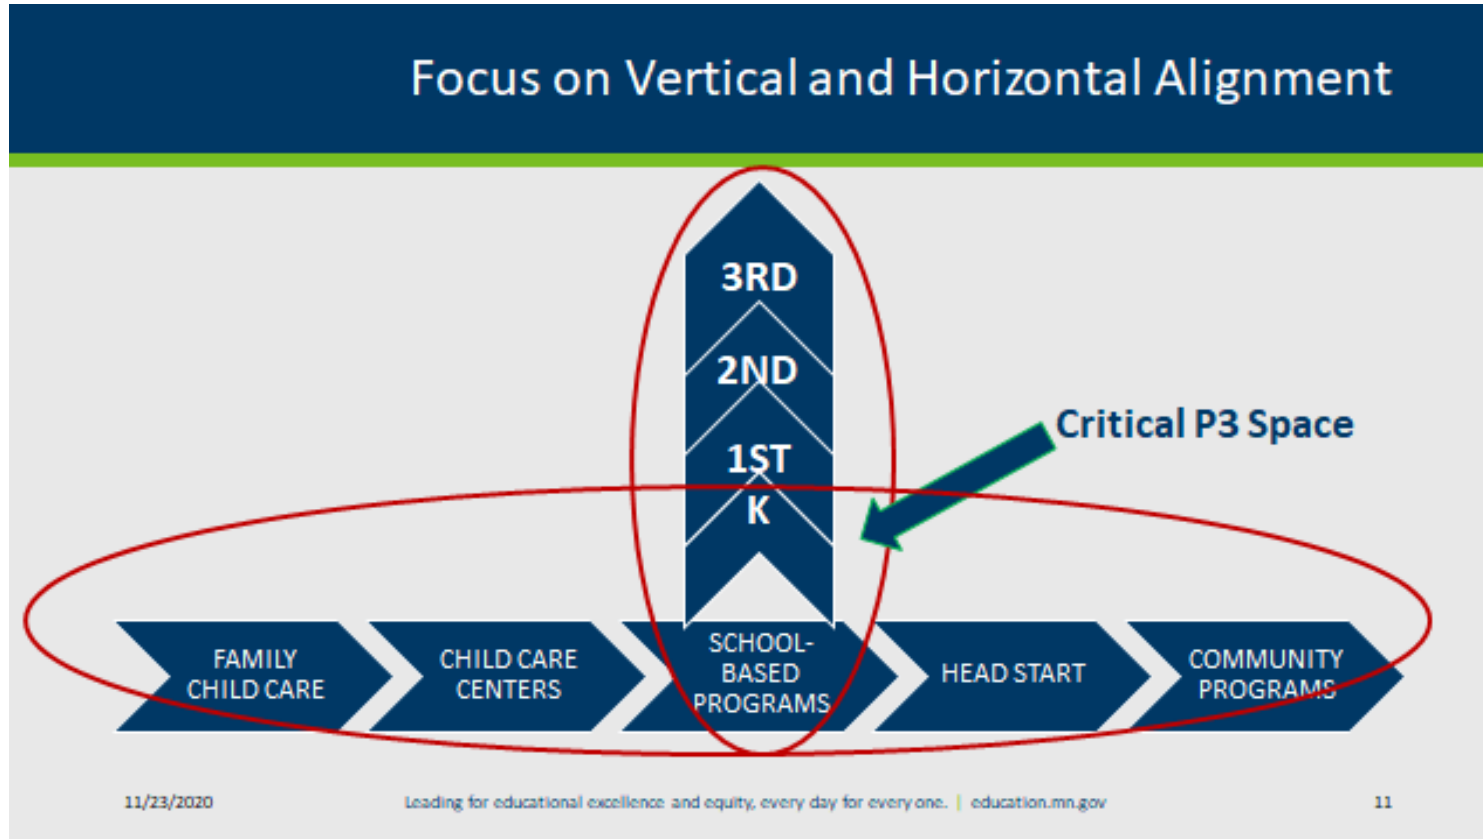 Focus on Vertical and Horizontal Alignment
3RD
2ND
1ST
K
Critical P3 Space
FAMILY
CHILD CARE
CHILD CARE
CENTERS
SCHOOL-
BASED
PROGRAMS
HEAD START
COMMUNITY
PROGRAMS
11/23/2020
Leading for educational excellence and equity, every day for every one. | education.mn.gov
11